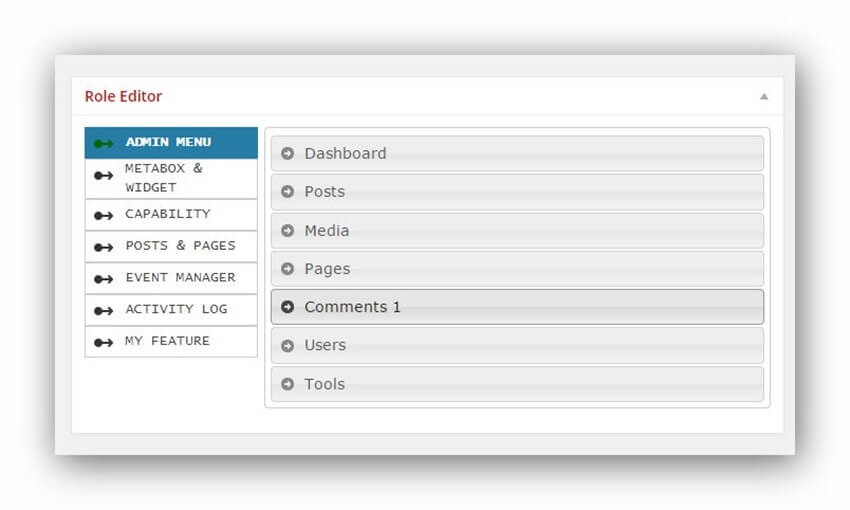 Role Editor
ADMIN MENU
METABOX &
WIDGET
CAPABILITY
POSTS & PAGES
EVENT MANAGER
ACTIVITY LOG
MY FEATURE
Dashboard
Posts
Media
Pages
Comments 1
Users
Tools